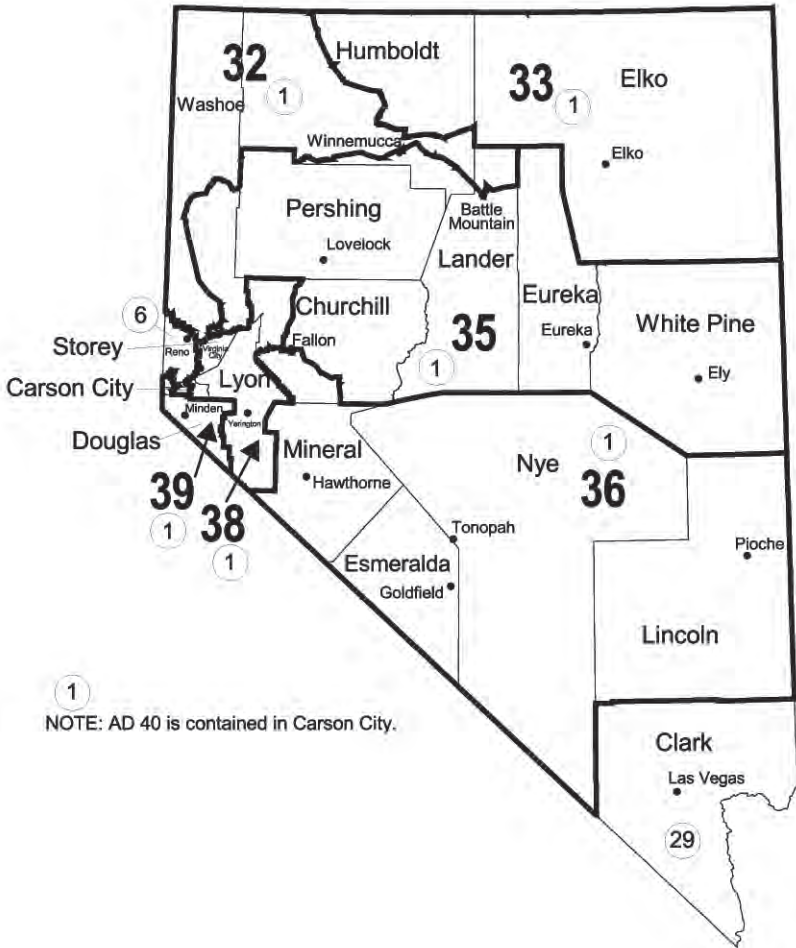 Humboldt
32
1
Washoe
33
1
Elko
Elko
Winnemucca
Pershing
Lovelock
Battle
Mountain
Lander
Churchill
Fallon
Eureka
Eureka
35
1
White Pine
Ely
6
Reno
Storey
Virginia
City
Carson City
Lyon
Minden
Yerington
Douglas
Mineral
Hawthorne
39
1
38
1
Nye
1
36
Tonopah
Pioche
Esmeralda
Goldfield
Lincoln
1
NOTE: AD 40 is contained in Carson City.
Clark
Las Vegas
29